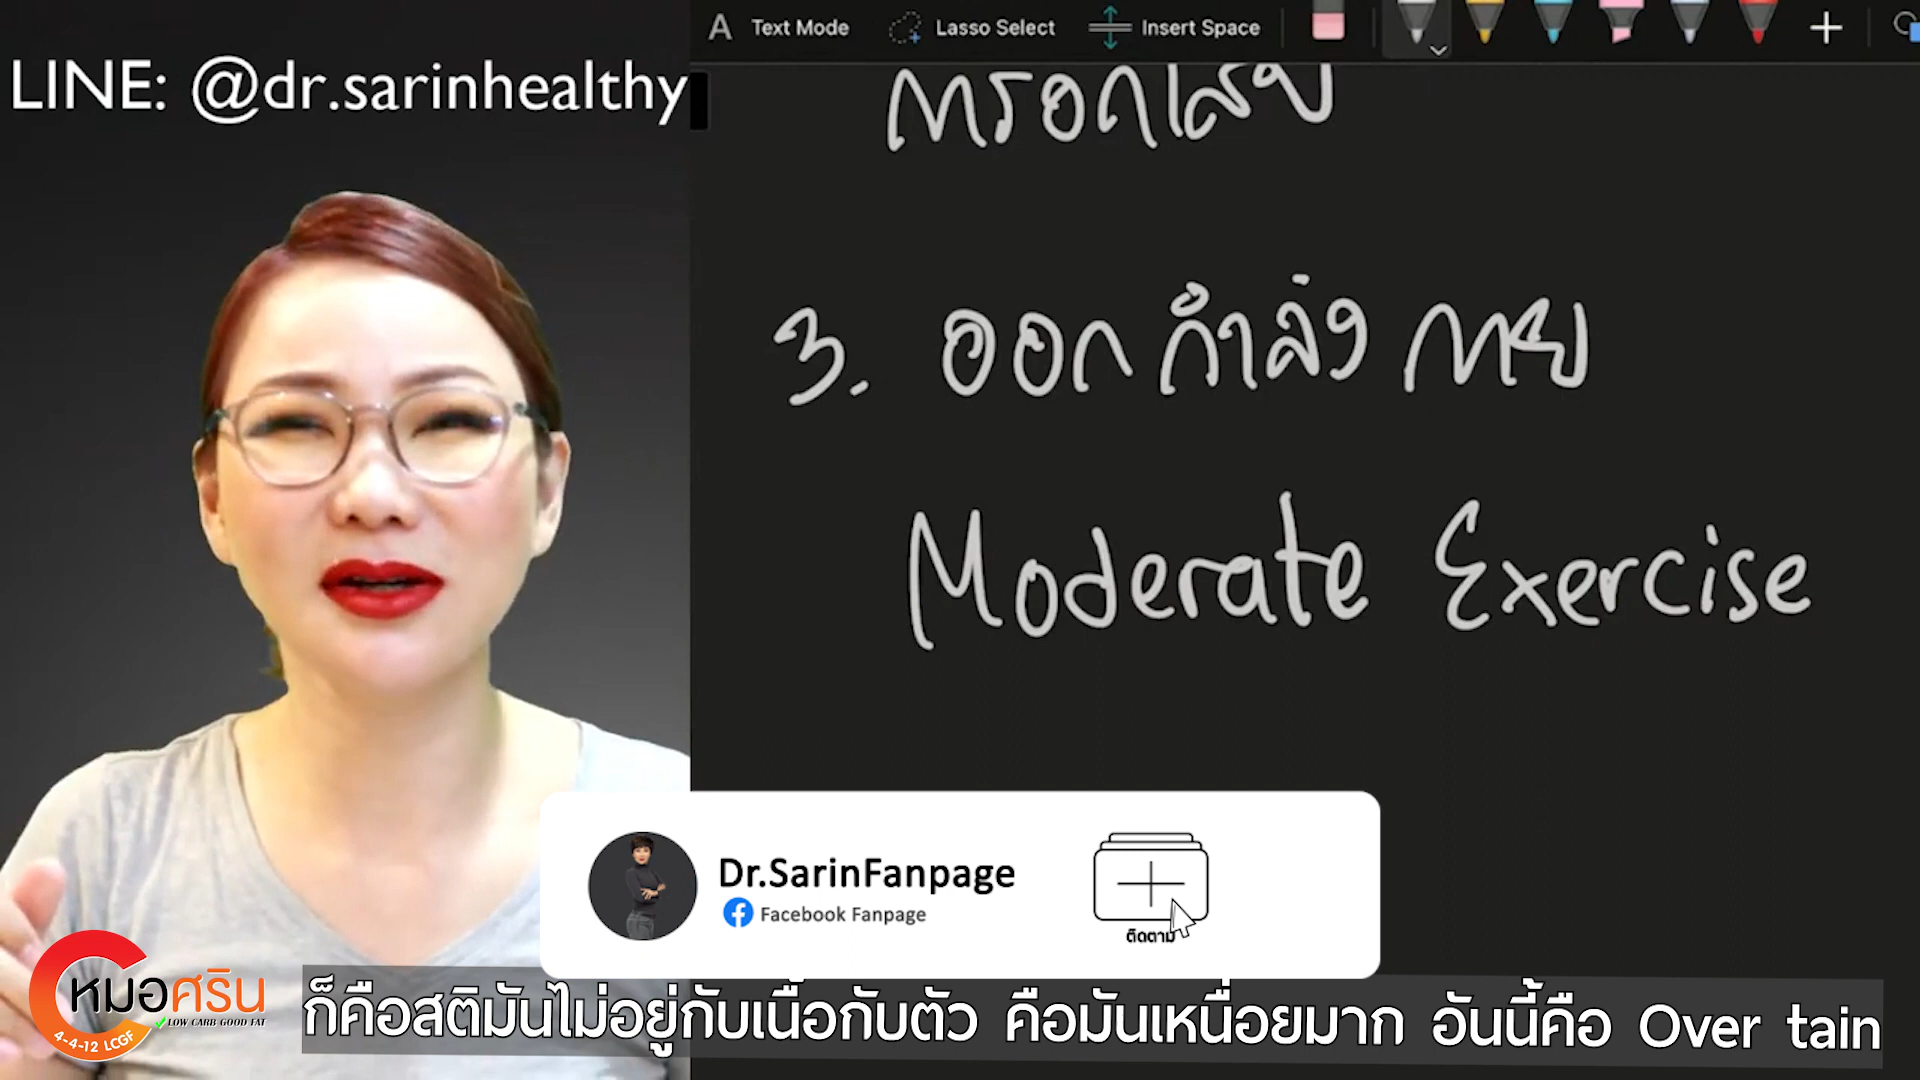 A Text Mode Lasso Select Insert Space
LINE: @dr.sarinhealthy
3. ออกกำลังกาย
Moderate Exercise
Dr.SarinFanpage
Facebook Fanpage
ติดตาม
หมอศริน
LOW CARB GOOD FAT
4-4-12 LCGF
ก็คือสติมันไม่อยู่กับเนื้อกับตัว คือมันเหนื่อยมาก อันนี้คือ Over tain